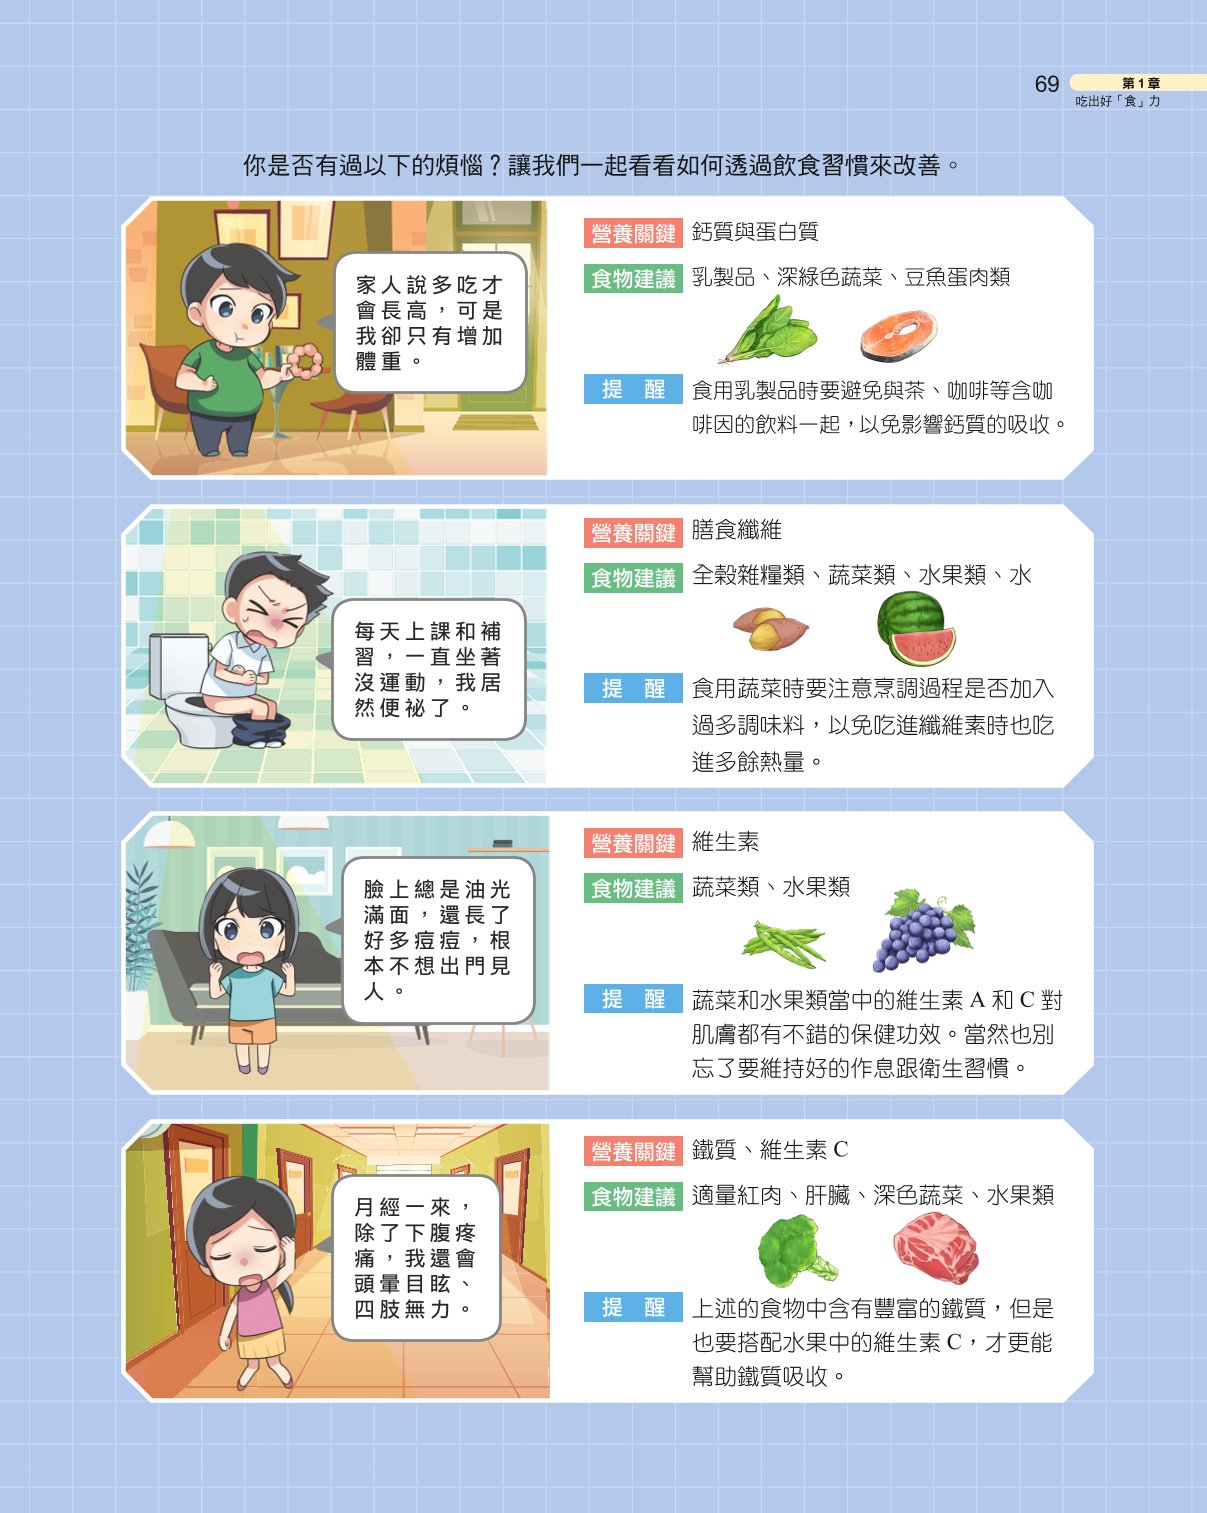 69
第1章
吃出好「食」力
你是否有過以下的煩惱？讓我們一起看看如何透過飲食習慣來改善。
家人說多吃才
會長高，可是
我卻只有增加
體重。
營養關鍵 鈣質與蛋白質
食物建議 乳製品、深綠色蔬菜、豆魚蛋肉類
提 醒 食用乳製品時要避免與茶、咖啡等含咖
啡因的飲料一起，以免影響鈣質的吸收。
每天上課和補
習，一直坐著
沒運動，我居
然便祕了。
營養關鍵 膳食纖維
食物建議 全穀雜糧類、蔬菜類、水果類、水
提 醒 食用蔬菜時要注意烹調過程是否加入
過多調味料，以免吃進纖維素時也吃
進多餘熱量。
臉上總是油光
滿面，還長了
好多痘痘，根
本不想出門見
人。
營養關鍵 維生素
食物建議 蔬菜類、水果類
提 醒 蔬菜和水果類當中的維生素 A 和 C 對
肌膚都有不錯的保健功效。當然也別
忘了要維持好的作息跟衛生習慣。
月經一來，
除了下腹疼
痛，我還會
頭暈目眩、
四肢無力。
營養關鍵 鐵質、維生素 C
食物建議 適量紅肉、肝臟、深色蔬菜、水果類
提 醒 上述的食物中含有豐富的鐵質，但是
也要搭配水果中的維生素 C，才更能
幫助鐵質吸收。